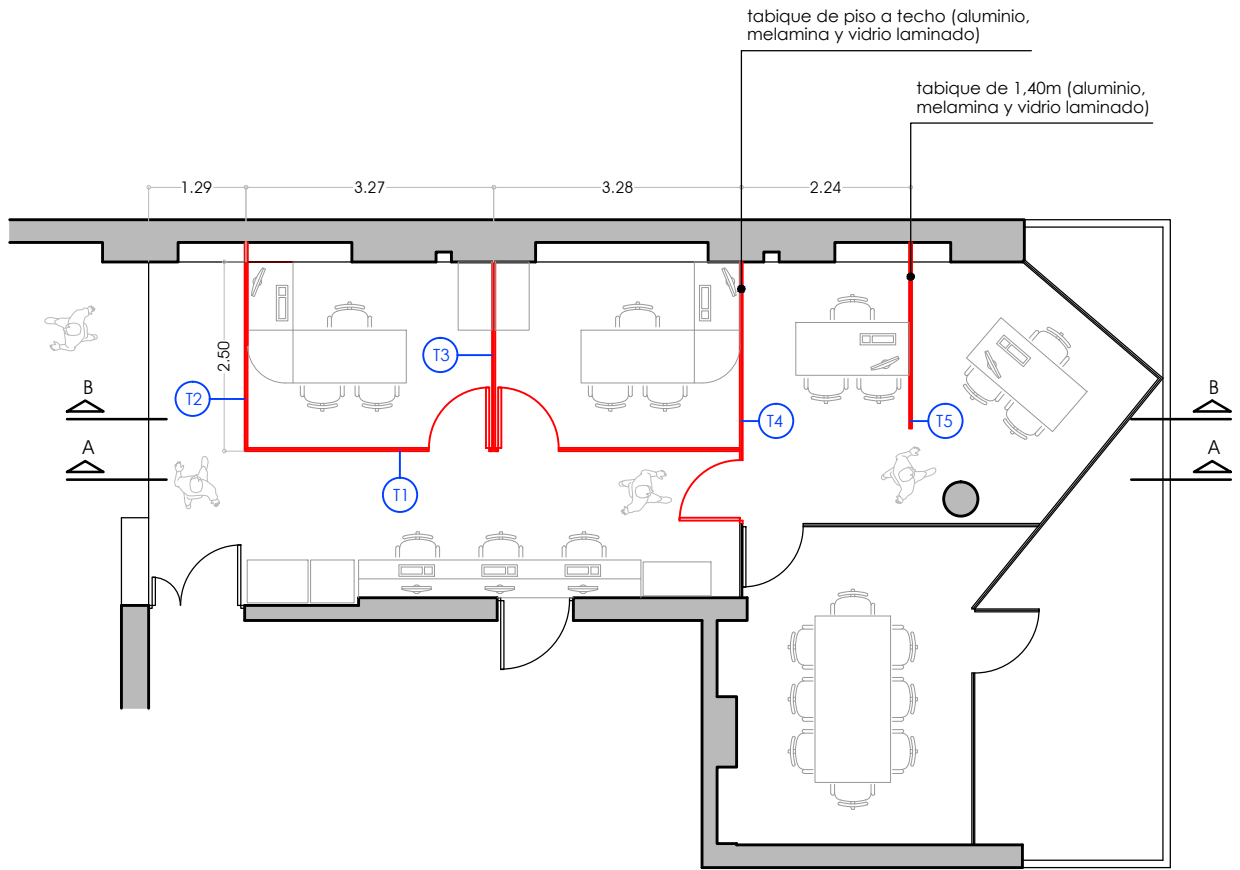 tabique de piso a techo (aluminio,
melamina y vidrio laminado)
tabique de 1,40m (aluminio,
melamina y vidrio laminado)
1.29
3.27
3.28
2.24
2.50
T3
B
T2
B
T4
T5
A
A
T1